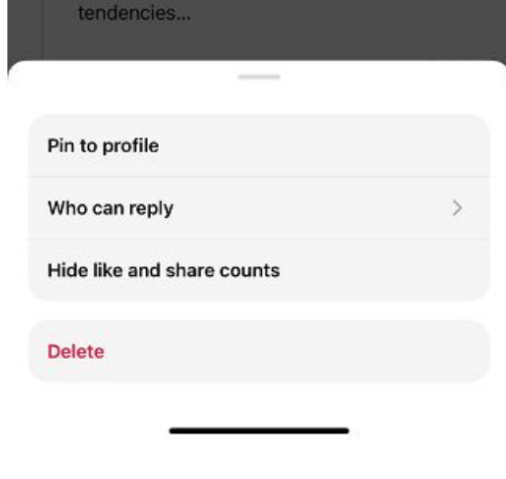 tendencies...
Pin to profile
Who can reply
Hide like and share counts
Delete